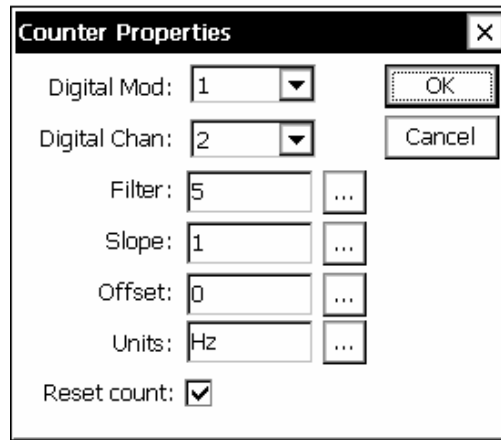 Counter Properties
Digital Mod: 1 OK
Digital Chan: 2 Cancel
Filter: 5 ...
Slope: 1 ...
Offset: 0 ...
Units: Hz ...
Reset count: